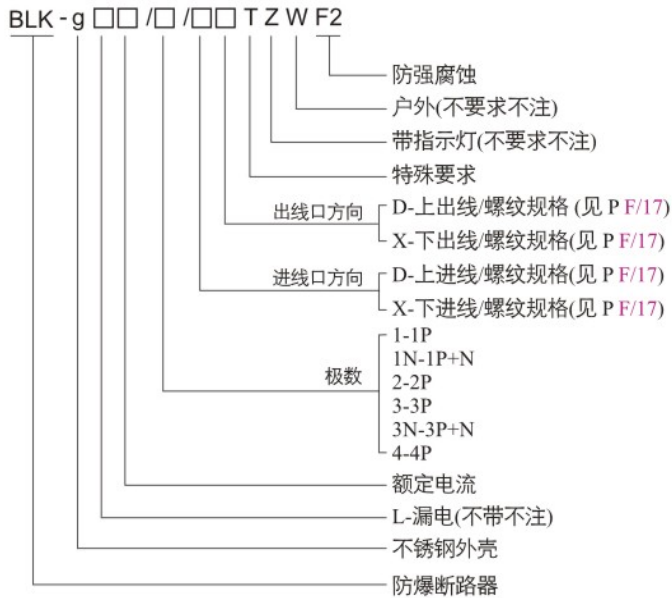 BLK-g□□/□/□□TZWF2
防强腐蚀
户外(不要求不注)
带指示灯(不要求不注)
特殊要求
出线口方向
D-上出线/螺纹规格 (见 P F/17)
X-下出线/螺纹规格(见 P F/17)
进线口方向
D-上进线/螺纹规格(见 P F/17)
X-下进线/螺纹规格(见 P F/17)
极数
1-1P
1N-1P+N
2-2P
3-3P
3N-3P+N
4-4P
额定电流
L-漏电(不带不注)
不锈钢外壳
防爆断路器